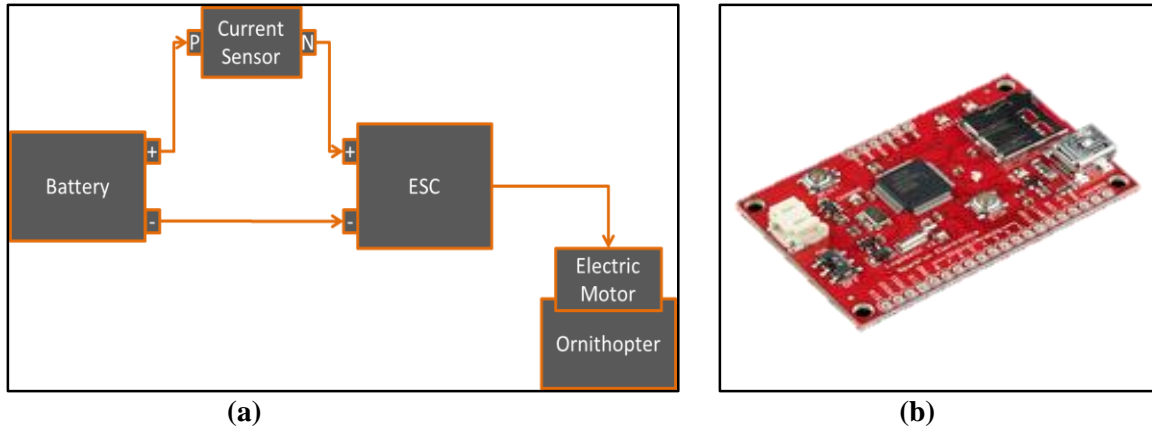 Current
Sensor
P
N
Battery
+
-
+
-
ESC
Electric
Motor
Ornithopter
(a)
(b)